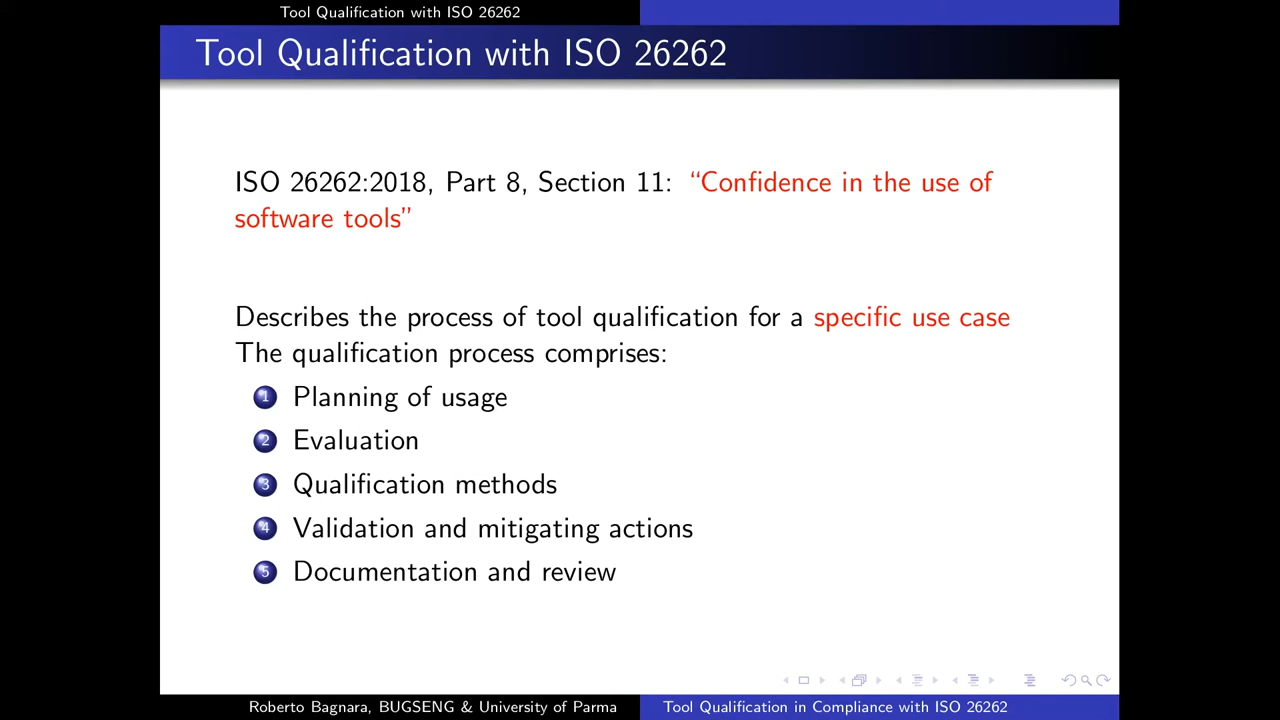 Tool Qualification with ISO 26262
Tool Qualification with ISO 26262
ISO 26262:2018, Part 8, Section 11: “Confidence in the use of
software tools”
Describes the process of tool qualification for a specific use case
The qualification process comprises:
1 Planning of usage
2 Evaluation
3 Qualification methods
4 Validation and mitigating actions
5 Documentation and review
Roberto Bagnara, BUGSENG & University of Parma
Tool Qualification in Compliance with ISO 26262